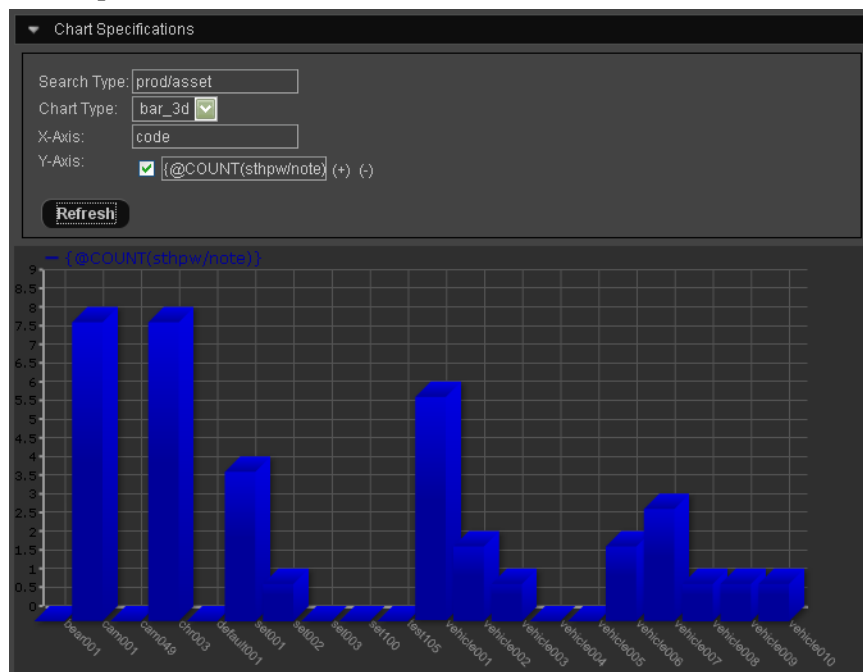 Chart Specifications
Search Type: prod/asset
Chart Type: bar_3d
X-Axis: code
Y-Axis: {@COUNT(sthpw/note) (+) (-)
Refresh
{@COUNT(sthpw/note)}
9
8.5
8
7.5
7
6.5
6
5.5
5
4.5
4
3.5
3
2.5
2
1.5
1
0.5
0
bear001
cam001
cam049
chr003
default001
set001
set002
set003
set100
test105
vehicle001
vehicle002
vehicle003
vehicle004
vehicle005
vehicle006
vehicle007
vehicle008
vehicle009
vehicle010